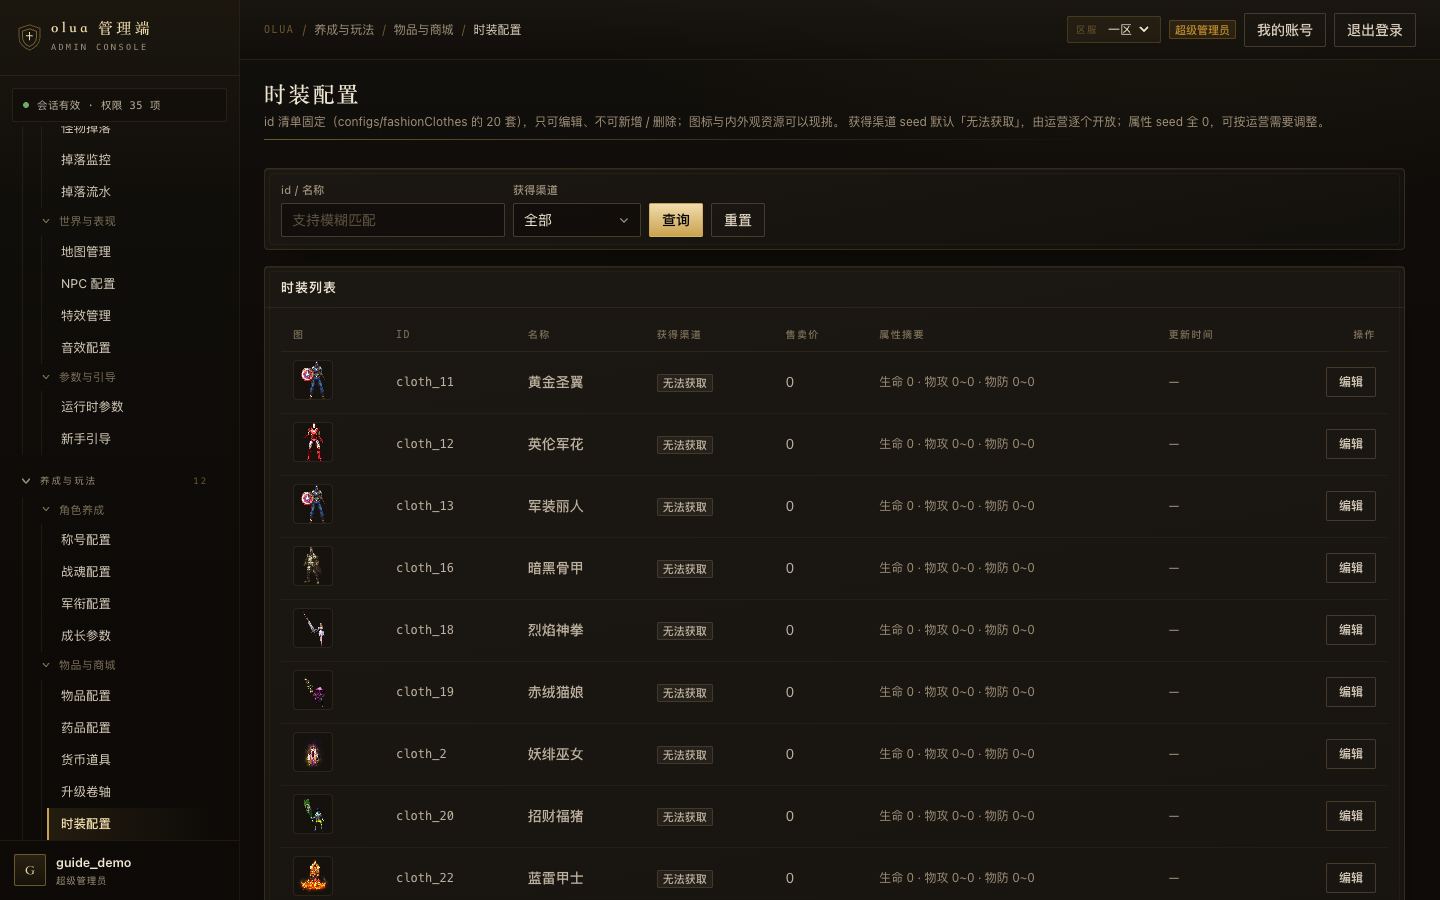 olua 管理端
ADMIN CONSOLE
会话有效 · 权限 35 项
怪物掉落
掉落监控
掉落流水
世界与表现
地图管理
NPC 配置
特效管理
音效配置
参数与引导
运行时参数
新手引导
养成与玩法 12
角色养成
称号配置
战魂配置
军衔配置
成长参数
物品与商城
物品配置
药品配置
货币道具
升级卷轴
时装配置
G
guide_demo
超级管理员
OLUA / 养成与玩法 / 物品与商城 / 时装配置
区服 一区
超级管理员
我的账号
退出登录
时装配置
id 清单固定（configs/fashionClothes 的 20 套），只可编辑、不可新增 / 删除；图标与内外观资源可以现挑。 获得渠道 seed 默认「无法获取」，由运营逐个开放；属性 seed 全 0，可按运营需要调整。
id / 名称
支持模糊匹配
获得渠道
全部
查询
重置
时装列表
图 ID 名称 获得渠道 售卖价 属性摘要 更新时间 操作
cloth_11 黄金圣翼 无法获取 0 生命 0 · 物攻 0~0 · 物防 0~0 — 编辑
cloth_12 英伦军花 无法获取 0 生命 0 · 物攻 0~0 · 物防 0~0 — 编辑
cloth_13 军装丽人 无法获取 0 生命 0 · 物攻 0~0 · 物防 0~0 — 编辑
cloth_16 暗黑骨甲 无法获取 0 生命 0 · 物攻 0~0 · 物防 0~0 — 编辑
cloth_18 烈焰神拳 无法获取 0 生命 0 · 物攻 0~0 · 物防 0~0 — 编辑
cloth_19 赤绒猫娘 无法获取 0 生命 0 · 物攻 0~0 · 物防 0~0 — 编辑
cloth_2 妖绯巫女 无法获取 0 生命 0 · 物攻 0~0 · 物防 0~0 — 编辑
cloth_20 招财福猪 无法获取 0 生命 0 · 物攻 0~0 · 物防 0~0 — 编辑
cloth_22 蓝雷甲士 无法获取 0 生命 0 · 物攻 0~0 · 物防 0~0 — 编辑